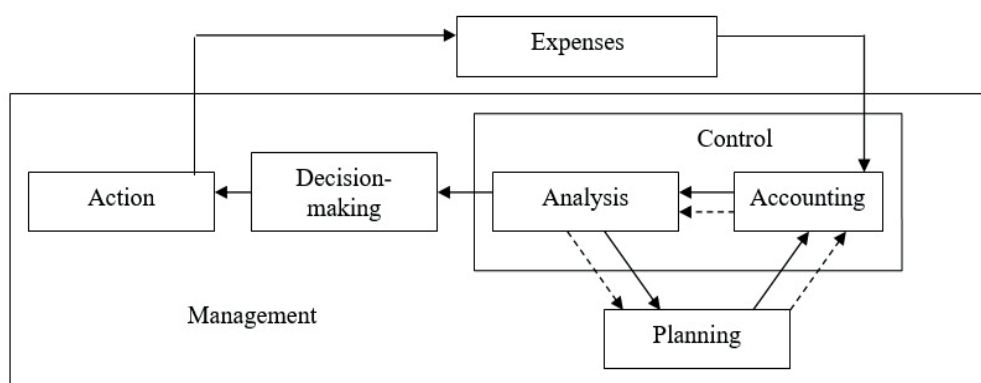 Expenses
Control
Action
Decision-
making
Analysis
Accounting
Management
Planning